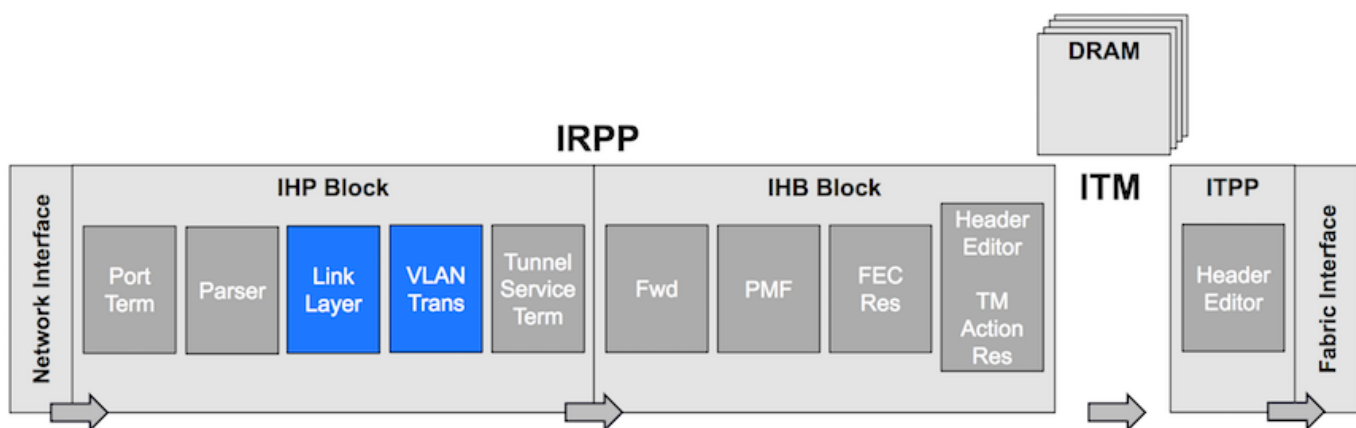 DRAM
IRPP
Network Interface
IHP Block
Port
Term
Parser
Link
Layer
VLAN
Trans
Tunnel
Service
Term
IHB Block
Fwd
PMF
FEC
Res
Header
Editor
TM
Action
Res
ITM
ITPP
Header
Editor
Fabric Interface